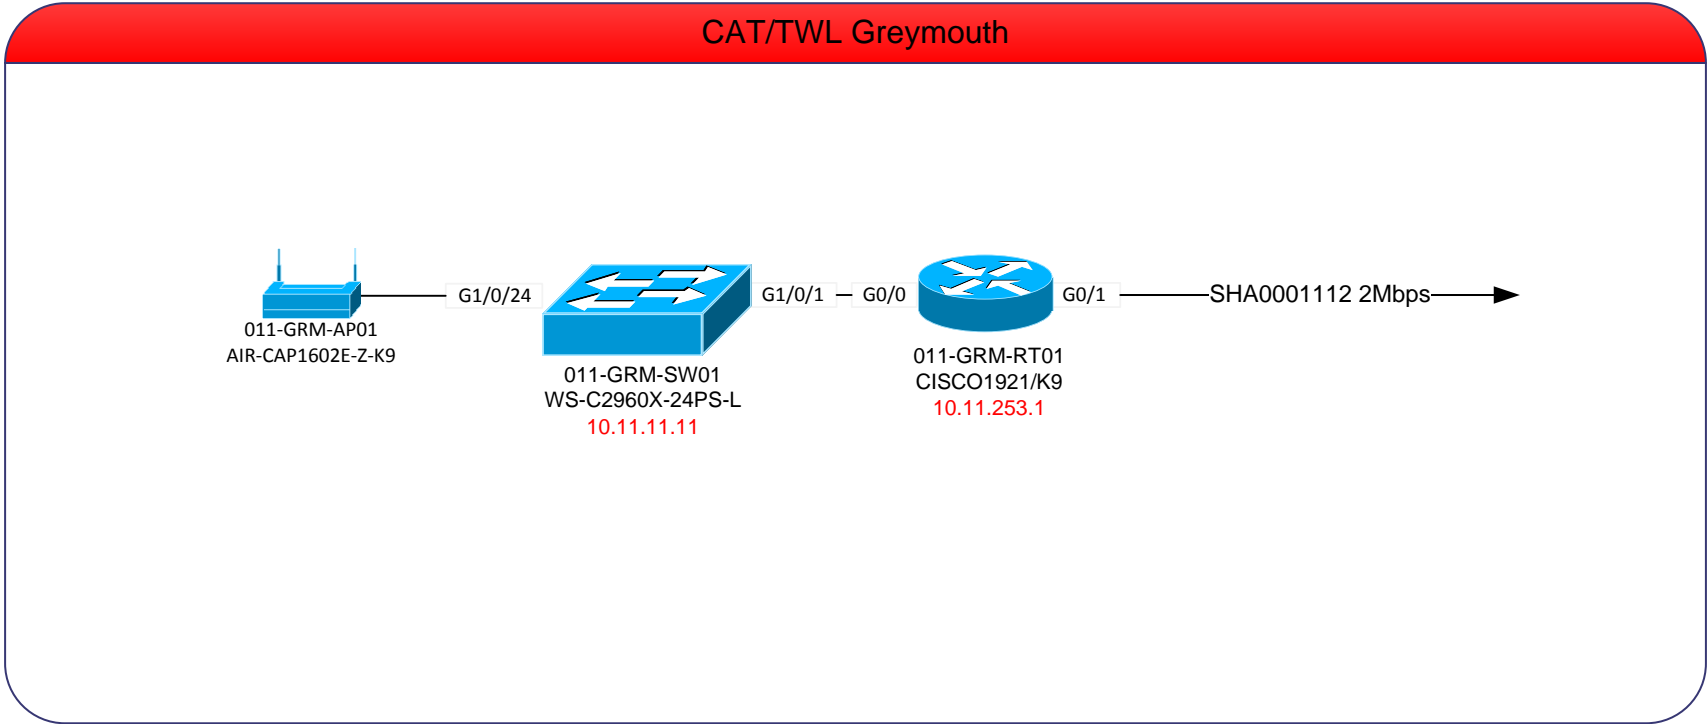 CAT/TWL Greymouth
G1/0/24
G1/0/1
G0/0
G0/1
SHA0001112 2Mbps
011-GRM-AP01
AIR-CAP1602E-Z-K9
011-GRM-SW01
WS-C2960X-24PS-L
10.11.11.11
011-GRM-RT01
CISCO1921/K9
10.11.253.1